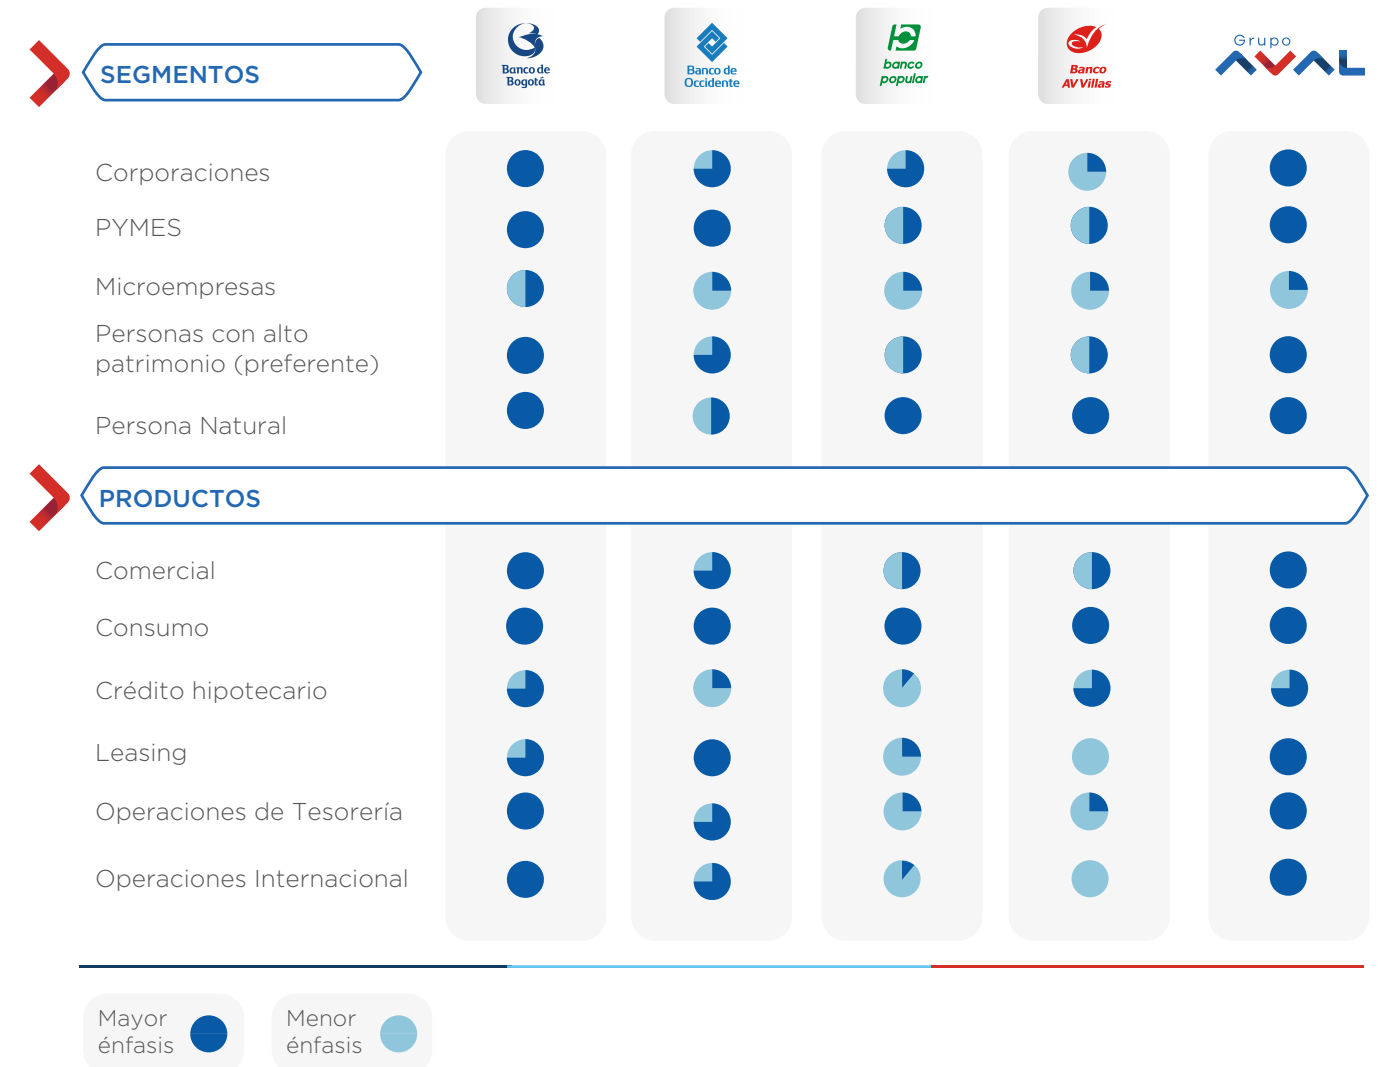 SEGMENTOS
Banco de
Bogotá
Banco de
Occidente
banco
popular
Banco
AV Villas
Grupo
AVAL
Corporaciones
PYMES
Microempresas
Personas con alto
patrimonio (preferente)
Persona Natural
PRODUCTOS
Comercial
Consumo
Crédito hipotecario
Leasing
Operaciones de Tesorería
Operaciones Internacional
Mayor
énfasis
Menor
énfasis